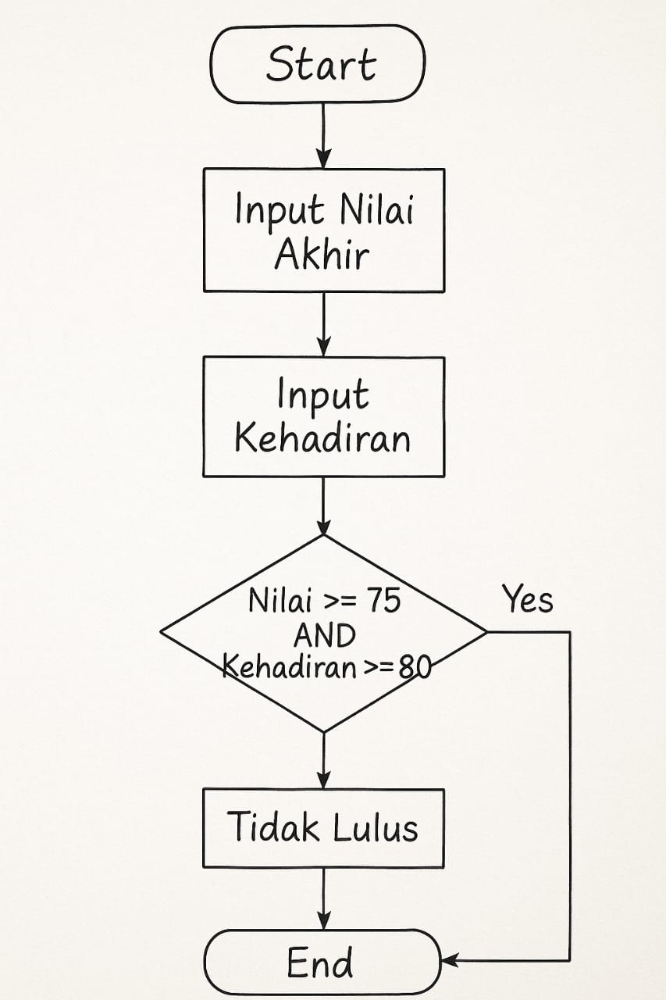 Start
Input Nilai
Akhir
Input
Kehadiran
Nilai >= 75
AND
Kehadiran >= 80
Yes
Tidak Lulus
End